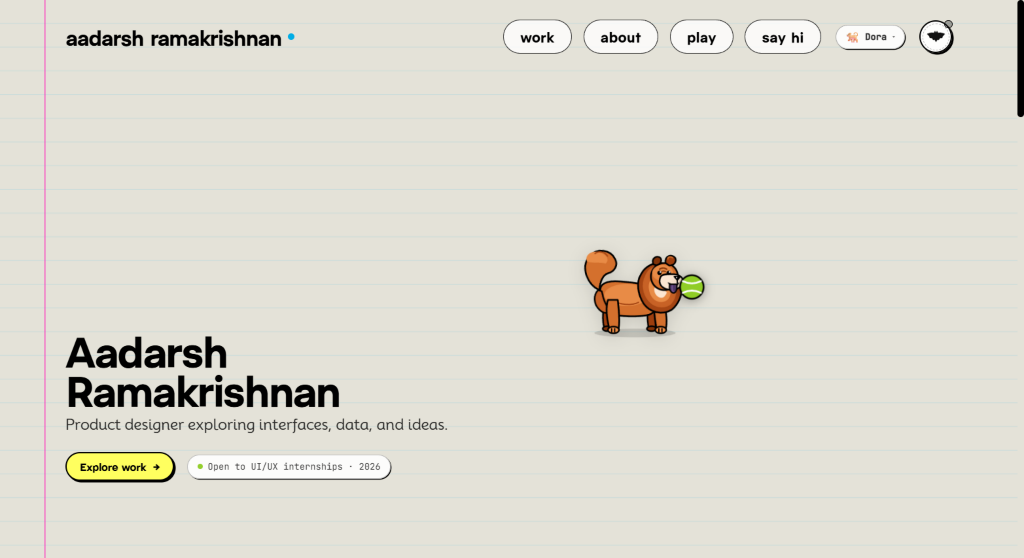 aadarsh ramakrishnan
work
about
play
say hi
Dora ·
Aadarsh
Ramakrishnan
Product designer exploring interfaces, data, and ideas.
Explore work →
Open to UI/UX internships · 2026